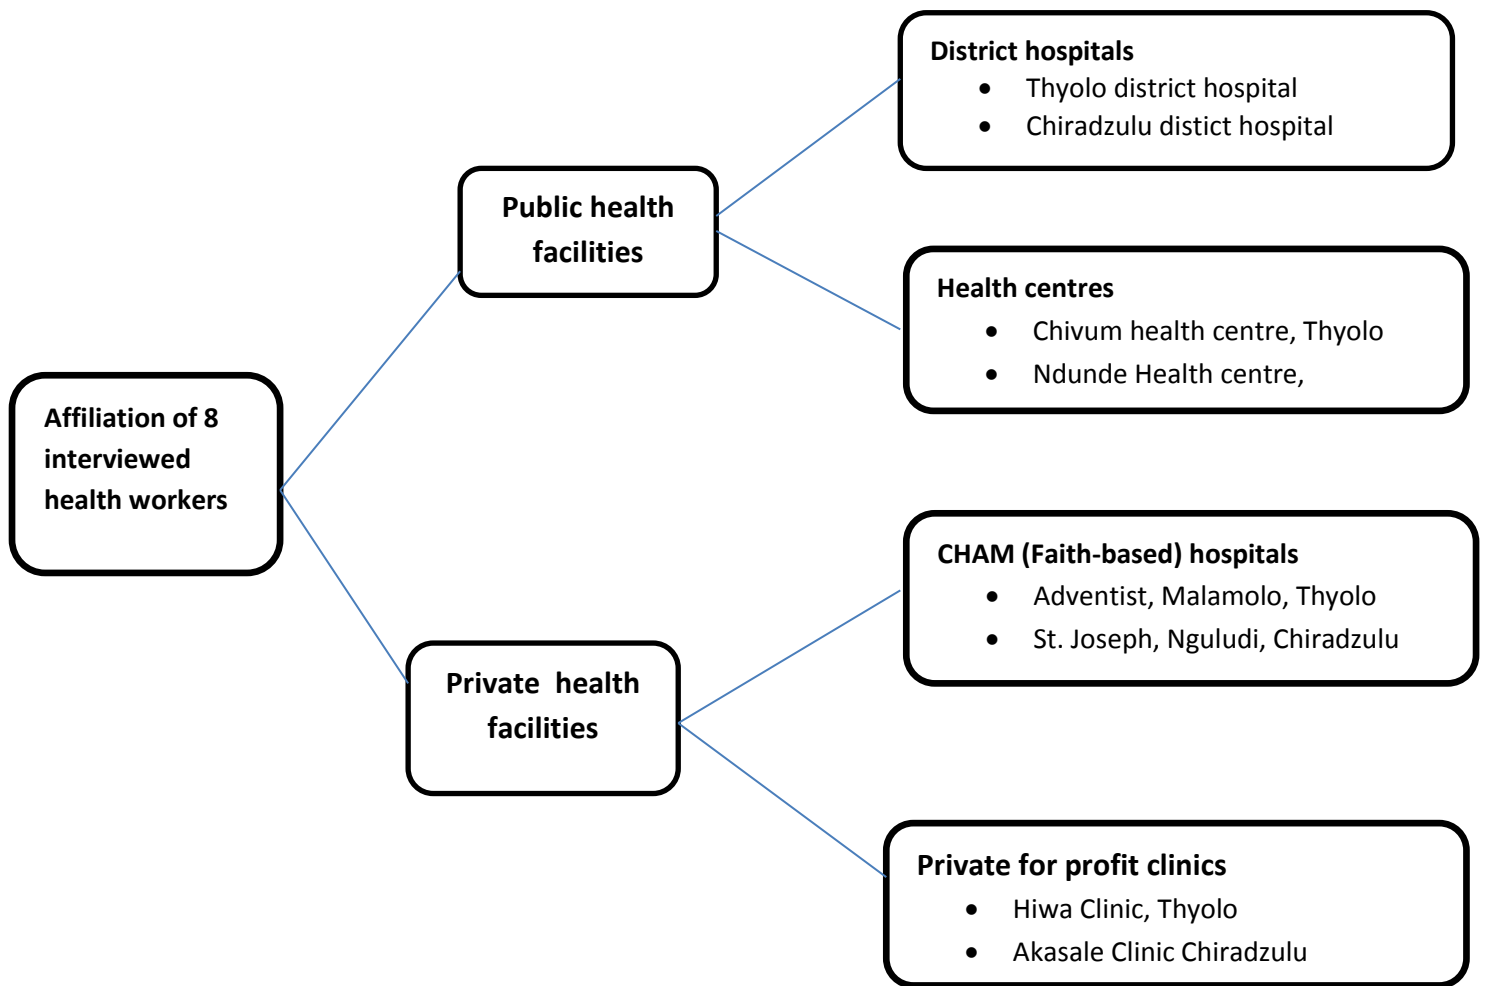 Affiliation of 8
interviewed
health workers
Public health
facilities
District hospitals
• Thyolo district hospital
• Chiradzulu distict hospital
Health centres
• Chivum health centre, Thyolo
• Ndunde Health centre,
Private health
facilities
CHAM (Faith-based) hospitals
• Adventist, Malamolo, Thyolo
• St. Joseph, Nguludi, Chiradzulu
Private for profit clinics
• Hiwa Clinic, Thyolo
• Akasale Clinic Chiradzulu